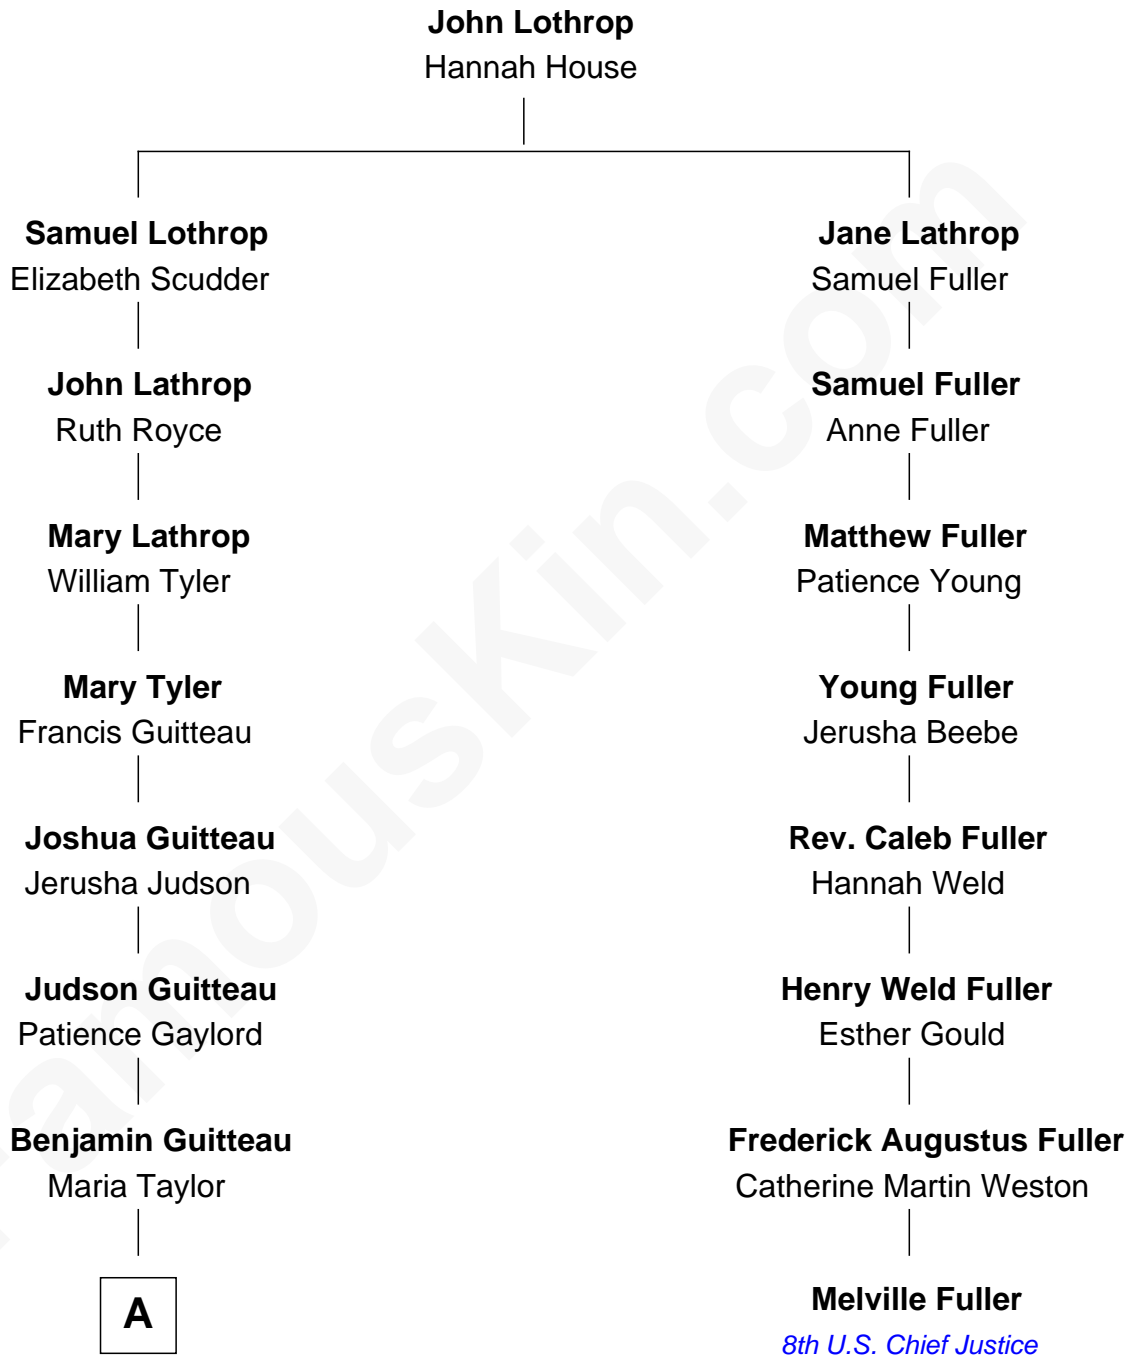 John Lothrop
Hannah House
Samuel Lothrop
Elizabeth Scudder
Jane Lathrop
Samuel Fuller
John Lathrop
Ruth Royce
Samuel Fuller
Anne Fuller
Mary Lathrop
William Tyler
Matthew Fuller
Patience Young
Mary Tyler
Francis Guitteau
Young Fuller
Jerusha Beebe
Joshua Guitteau
Jerusha Judson
Rev. Caleb Fuller
Hannah Weld
Judson Guitteau
Patience Gaylord
Henry Weld Fuller
Esther Gould
Benjamin Guitteau
Maria Taylor
Frederick Augustus Fuller
Catherine Martin Weston
A
Melville Fuller
8th U.S. Chief Justice
FamousKin.com